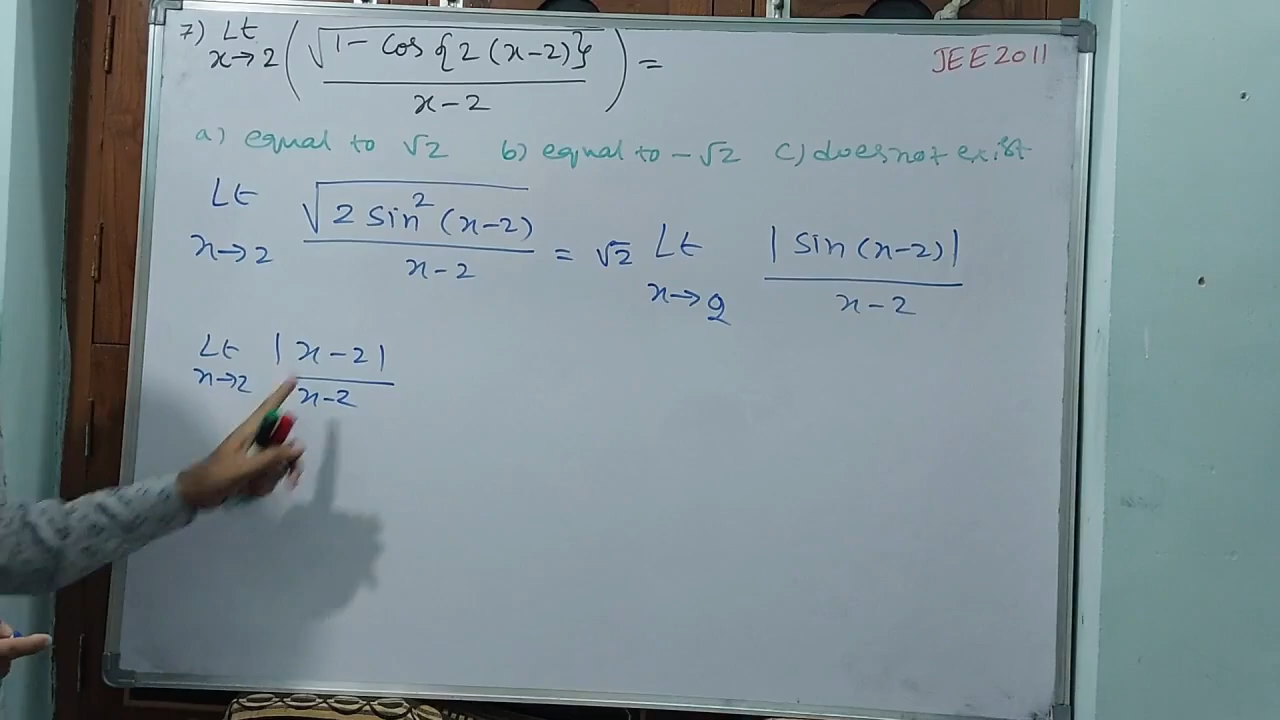 7) Lt x→2 ( √1 - cos {2 (x-2)} / x-2 ) = JEE 2011
a) equal to √2 b) equal to -√2 c) does not exist
Lt x→2 √2 sin² (x-2) / x-2 = √2 Lt x→2 |sin (x-2)| / x-2
Lt x→2 |x-2| / x-2